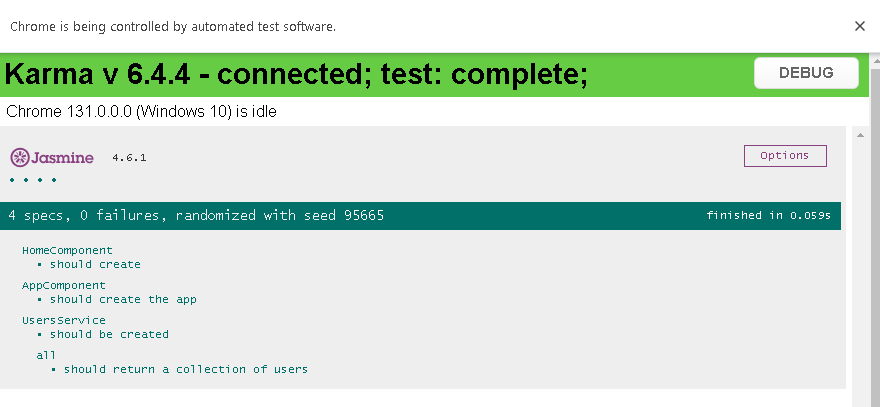 Chrome is being controlled by automated test software.
Karma v 6.4.4 - connected; test: complete;
DEBUG
Chrome 131.0.0.0 (Windows 10) is idle
Jasmine 4.6.1
Options
• • • •
4 specs, 0 failures, randomized with seed 95665
finished in 0.059s
HomeComponent
• should create
AppComponent
• should create the app
UsersService
• should be created
all
• should return a collection of users